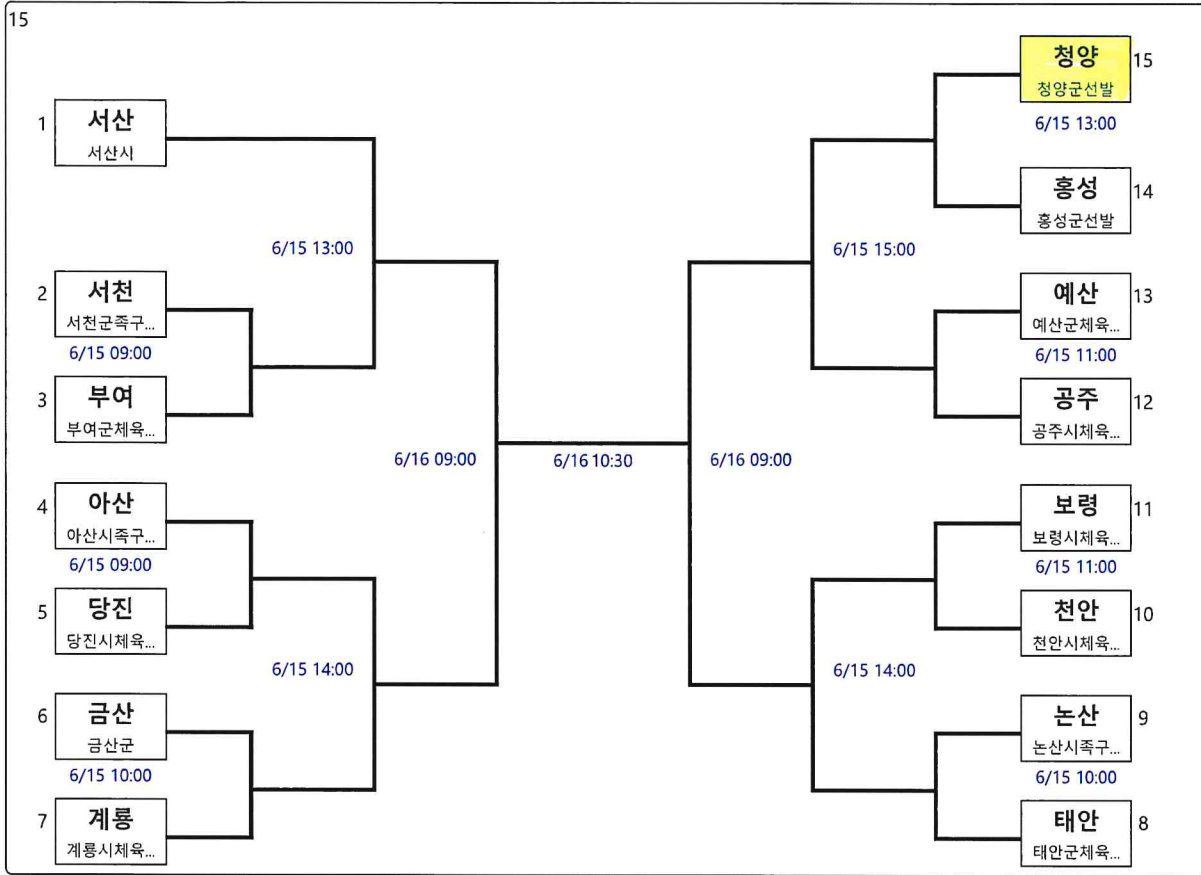 15
1
서산
서산시
6/15 13:00
2
서천
서천군족구...
6/15 09:00
3
부여
부여군체육...
4
아산
아산시족구...
6/15 09:00
5
당진
당진시체육...
6/15 14:00
6
금산
금산군
6/15 10:00
7
계룡
계룡시체육...
6/16 09:00
6/16 10:30
6/16 09:00
청양
15
청양군선발
6/15 13:00
홍성
14
홍성군선발
6/15 15:00
예산
13
예산군체육...
6/15 11:00
공주
12
공주시체육...
보령
11
보령시체육...
6/15 11:00
천안
10
천안시체육...
6/15 14:00
논산
9
논산시족구...
6/15 10:00
태안
8
태안군체육...